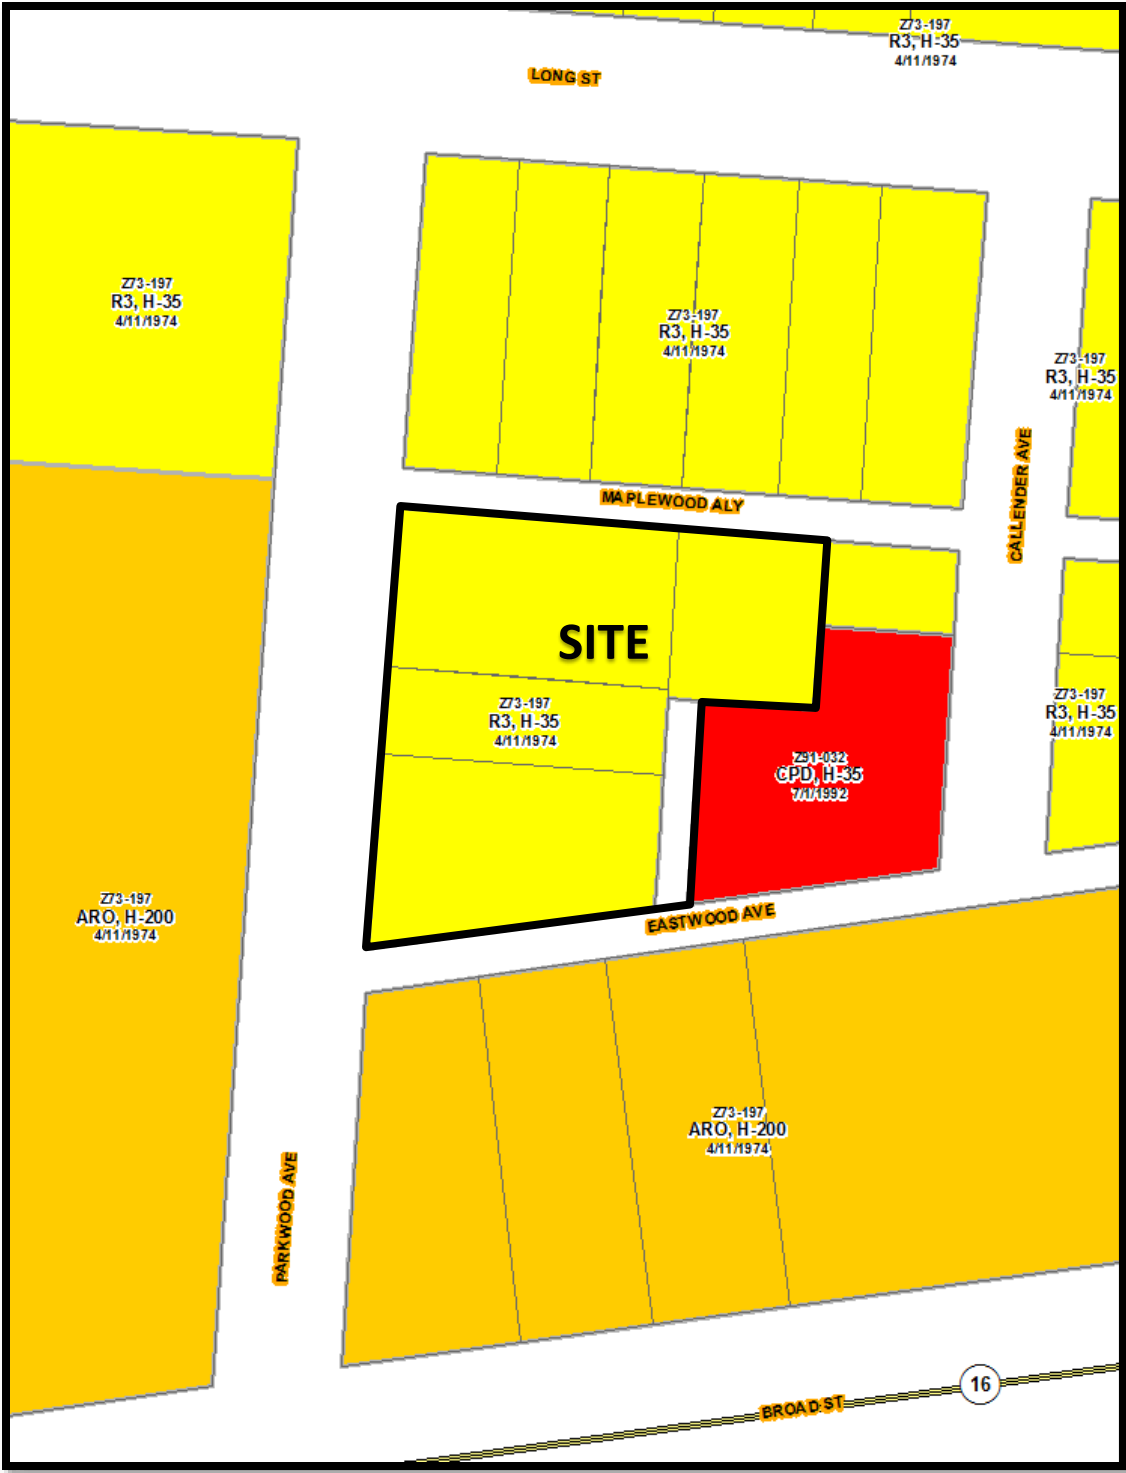 Z73-197
R3, H-35
4/11/1974
LONG ST
Z73-197
R3, H-35
4/11/1974
Z73-197
R3, H-35
4/11/1974
Z73-197
R3, H-35
4/11/1974
CALLENDER AVE
MAPLEWOOD ALY
SITE
Z73-197
R3, H-35
4/11/1974
Z73-197
R3, H-35
4/11/1974
Z91-032
CPD, H-35
7/1/1992
Z73-197
ARO, H-200
4/11/1974
EASTWOOD AVE
Z73-197
ARO, H-200
4/11/1974
PARKWOOD AVE
16
BROAD ST